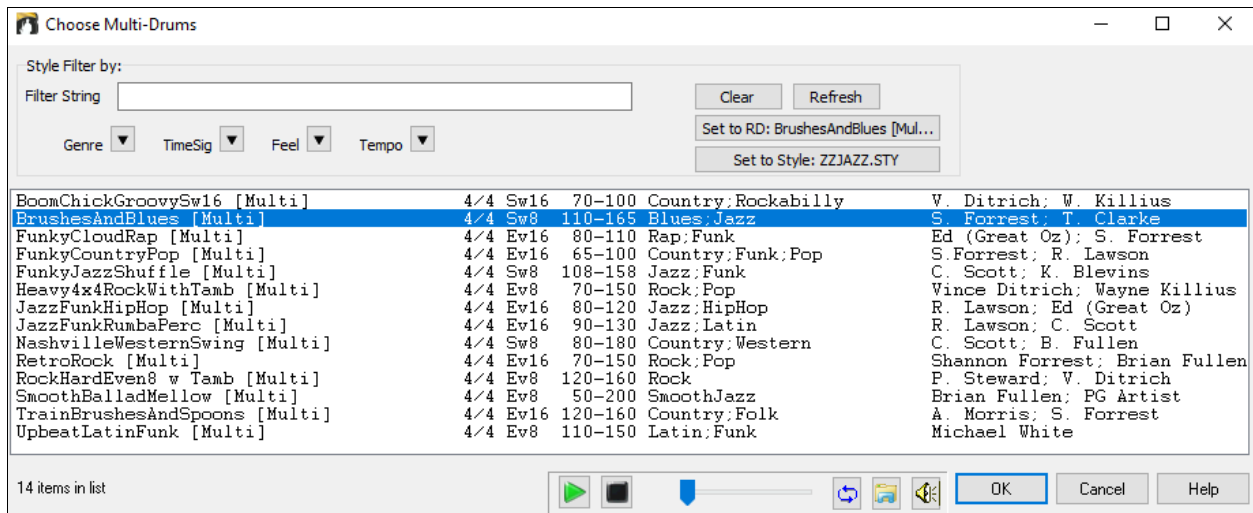 Choose Multi-Drums
Style Filter by:
Filter String
Clear Refresh
Set to RD: BrushesAndBlues [Mul...
Genre TimeSig Feel Tempo
Set to Style: ZZJAZZ.STY
BoomChickGroovySw16 [Multi] 4/4 Sw16 70-100 Country;Rockabilly V. Ditrich; W. Killius
BrushesAndBlues [Multi] 4/4 Sw8 110-165 Blues;Jazz S. Forrest; T. Clarke
FunkyCloudRap [Multi] 4/4 Ev16 80-110 Rap;Funk Ed (Great Oz); S. Forrest
FunkyCountryPop [Multi] 4/4 Ev16 65-100 Country;Funk;Pop S.Forrest; R. Lawson
FunkyJazzShuffle [Multi] 4/4 Sw8 108-158 Jazz;Funk C. Scott; K. Blevins
Heavy4x4RockWithTamb [Multi] 4/4 Ev8 70-150 Rock;Pop Vince Ditrich; Wayne Killius
JazzFunkHipHop [Multi] 4/4 Ev16 80-120 Jazz;HipHop R. Lawson; Ed (Great Oz)
JazzFunkRumbaPerc [Multi] 4/4 Ev16 90-130 Jazz;Latin R. Lawson; C. Scott
NashvilleWesternSwing [Multi] 4/4 Sw8 80-180 Country;Western C. Scott; B. Fullen
RetroRock [Multi] 4/4 Ev16 70-150 Rock;Pop Shannon Forrest; Brian Fullen
RockHardEven8 w Tamb [Multi] 4/4 Ev8 120-160 Rock P. Steward; V. Ditrich
SmoothBalladMellow [Multi] 4/4 Ev8 50-200 SmoothJazz Brian Fullen; PG Artist
TrainBrushesAndSpoons [Multi] 4/4 Ev16 120-160 Country;Folk A. Morris; S. Forrest
UpbeatLatinFunk [Multi] 4/4 Ev8 110-150 Latin;Funk Michael White
14 items in list
OK Cancel Help